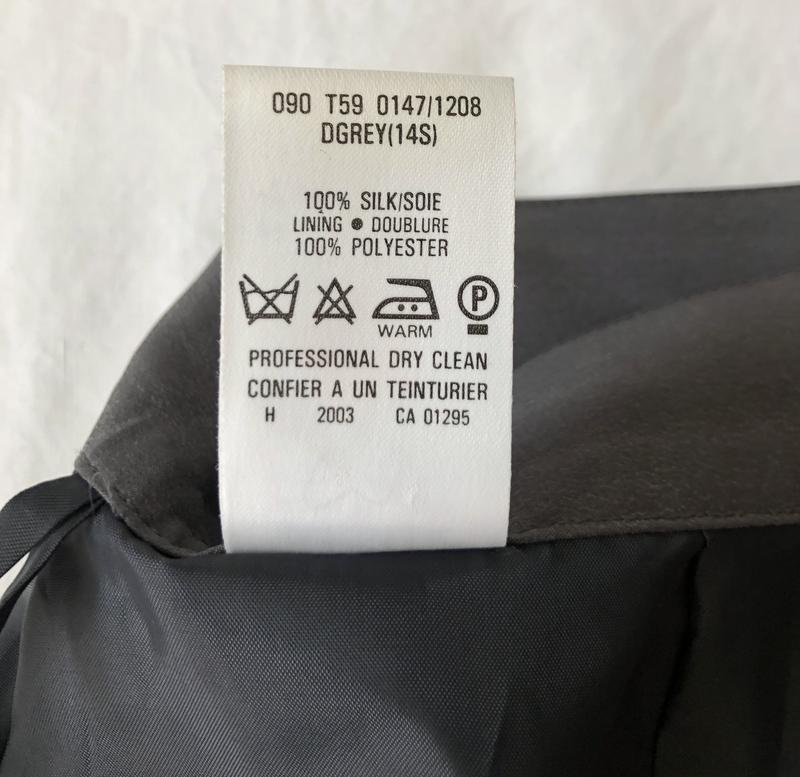 090 T59 0147/1208
DGREY(14S)
100% SILK/SOIE
LINING ● DOUBLURE
100% POLYESTER
P
WARM
PROFESSIONAL DRY CLEAN
CONFIER A UN TEINTURIER
H 2003 CA 01295